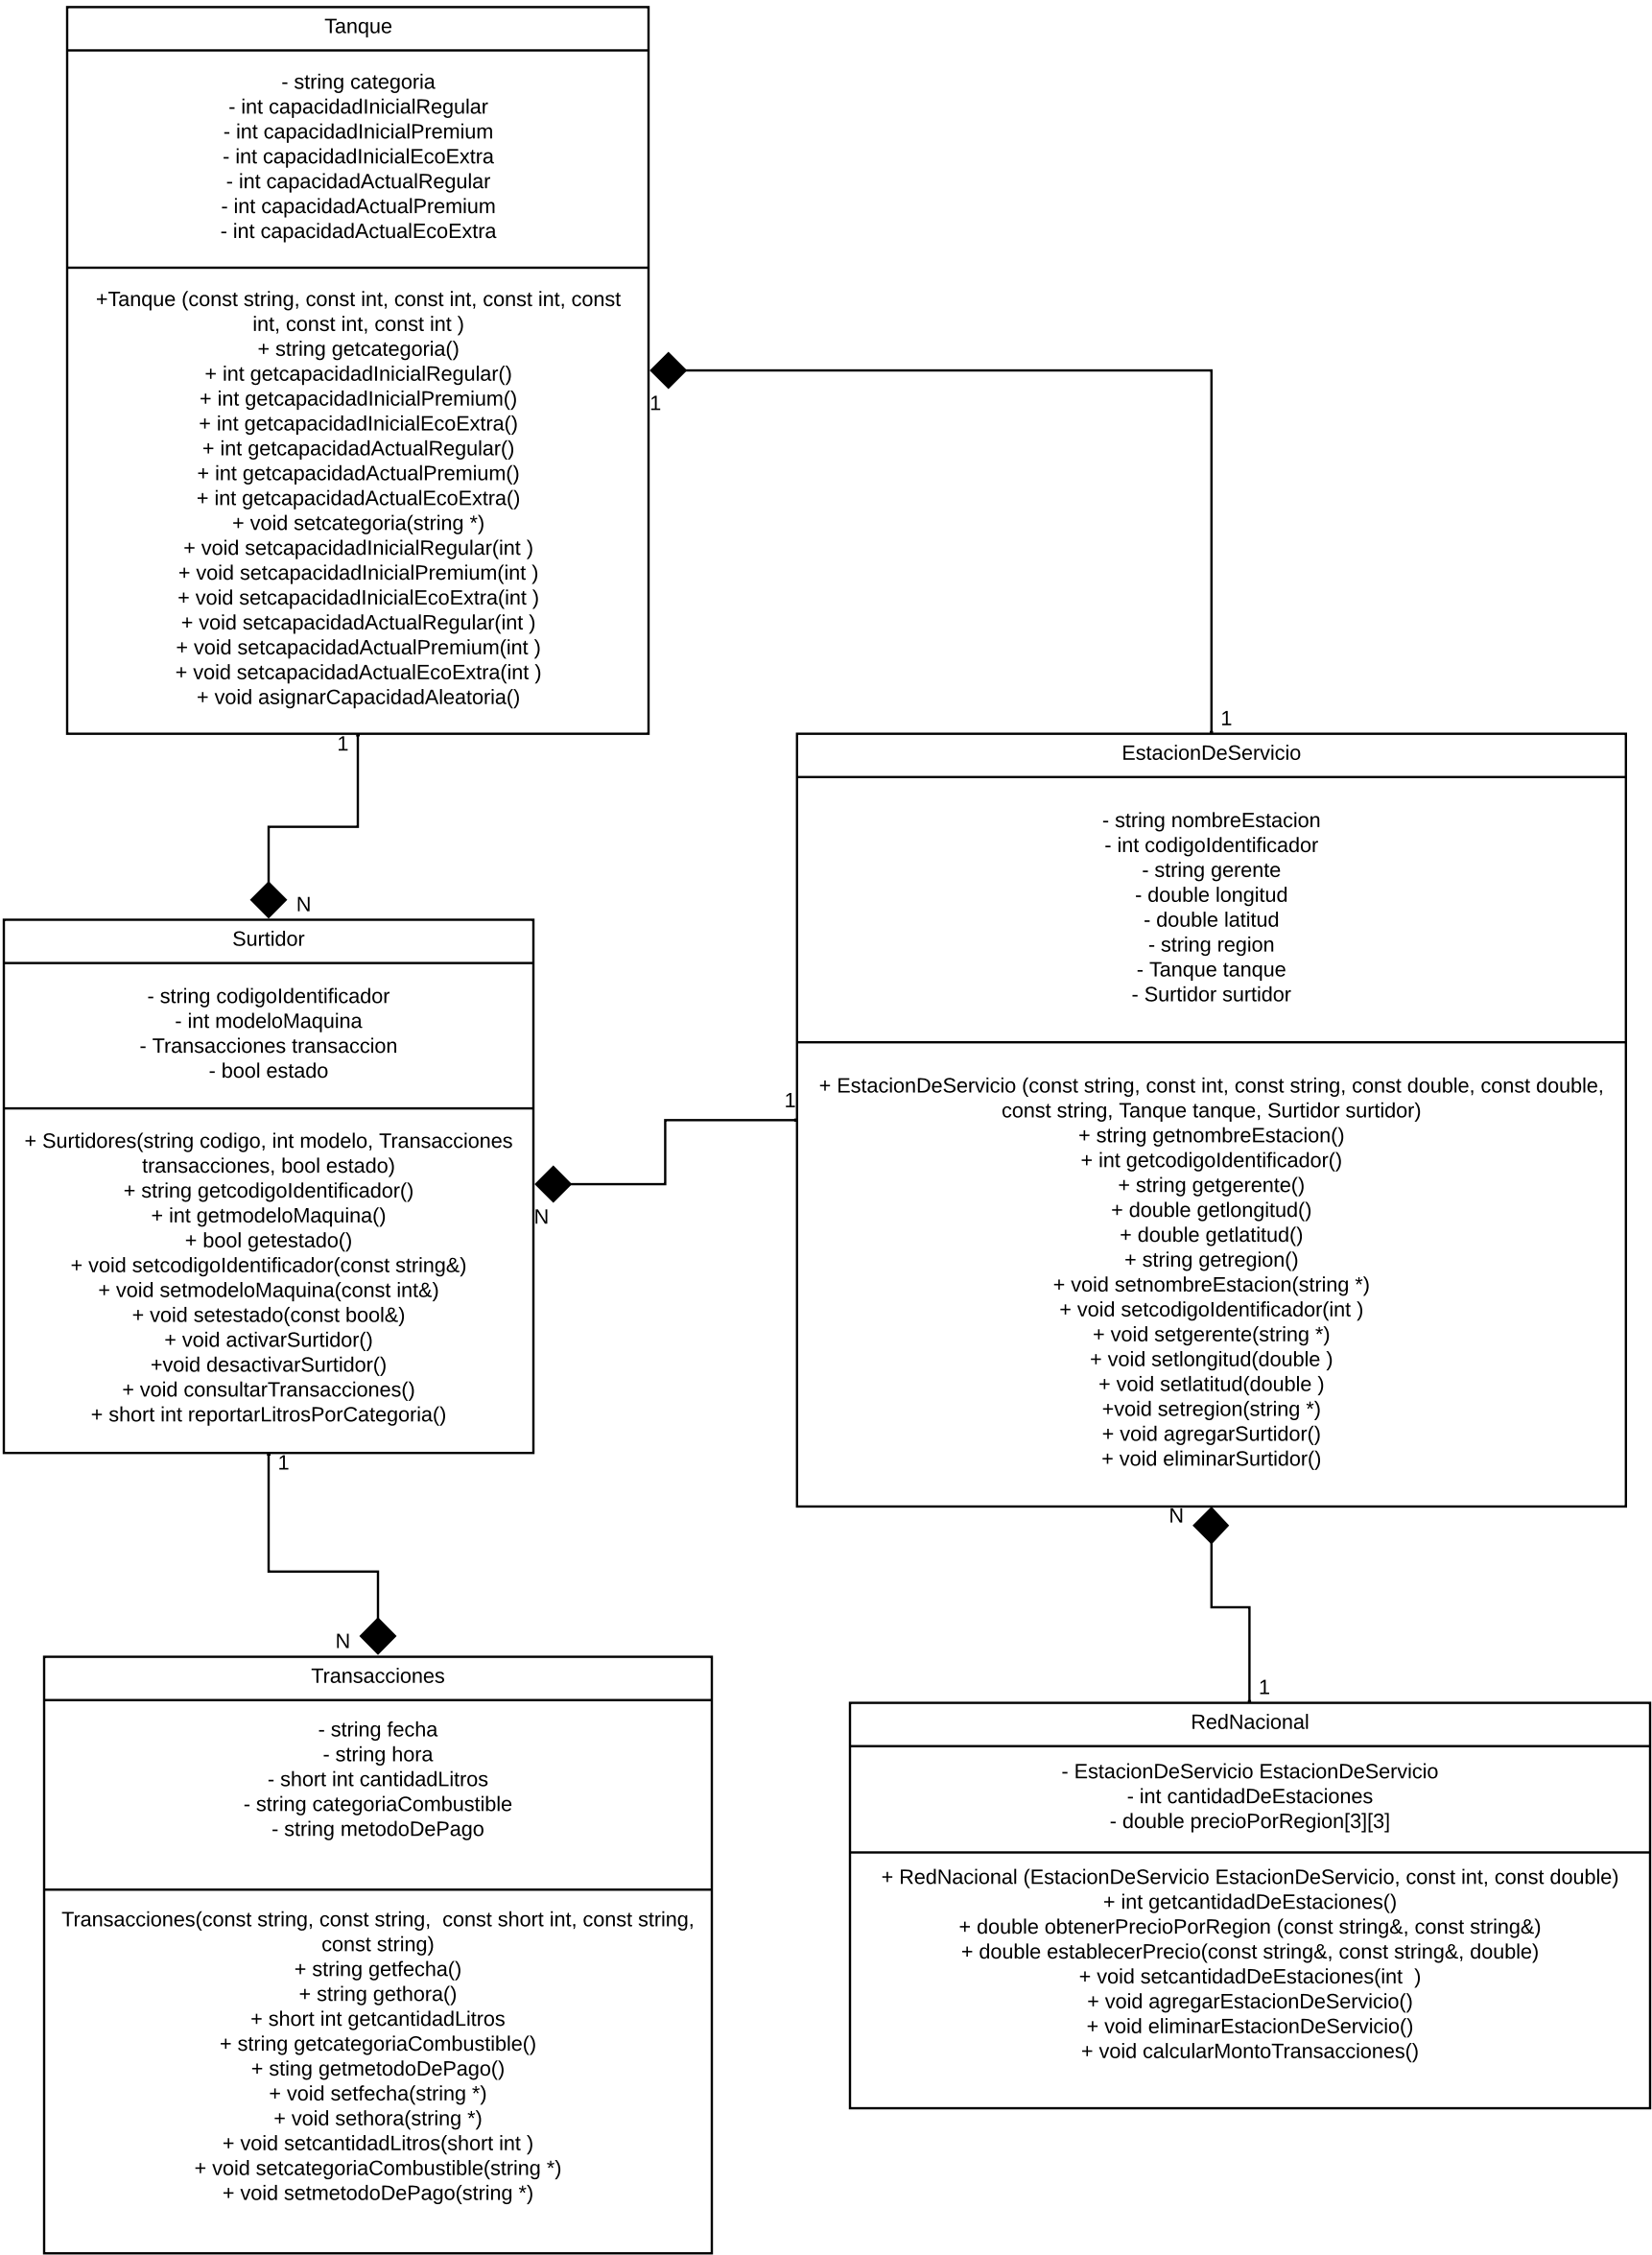 Tanque
- string categoria
- int capacidadInicialRegular
- int capacidadInicialPremium
- int capacidadInicialEcoExtra
- int capacidadActualRegular
- int capacidadActualPremium
- int capacidadActualEcoExtra
+Tanque (const string, const int, const int, const int, const
int, const int, const int )
+ string getcategoria()
+ int getcapacidadInicialRegular()
+ int getcapacidadInicialPremium()
+ int getcapacidadInicialEcoExtra()
+ int getcapacidadActualRegular()
+ int getcapacidadActualPremium()
+ int getcapacidadActualEcoExtra()
+ void setcategoria(string *)
+ void setcapacidadInicialRegular(int )
+ void setcapacidadInicialPremium(int )
+ void setcapacidadInicialEcoExtra(int )
+ void setcapacidadActualRegular(int )
+ void setcapacidadActualPremium(int )
+ void setcapacidadActualEcoExtra(int )
+ void asignarCapacidadAleatoria()
1
1
1
N
EstacionDeServicio
- string nombreEstacion
- int codigoIdentificador
- string gerente
- double longitud
- double latitud
- string region
- Tanque tanque
- Surtidor surtidor
+ EstacionDeServicio (const string, const int, const string, const double, const double,
const string, Tanque tanque, Surtidor surtidor)
+ string getnombreEstacion()
+ int getcodigoIdentificador()
+ string getgerente()
+ double getlongitud()
+ double getlatitud()
+ string getregion()
+ void setnombreEstacion(string *)
+ void setcodigoIdentificador(int )
+ void setgerente(string *)
+ void setlongitud(double )
+ void setlatitud(double )
+void setregion(string *)
+ void agregarSurtidor()
+ void eliminarSurtidor()
Surtidor
- string codigoIdentificador
- int modeloMaquina
- Transacciones transaccion
- bool estado
+ Surtidores(string codigo, int modelo, Transacciones
transacciones, bool estado)
+ string getcodigoIdentificador()
+ int getmodeloMaquina()
+ bool getestado()
+ void setcodigoIdentificador(const string&)
+ void setmodeloMaquina(const int&)
+ void setestado(const bool&)
+ void activarSurtidor()
+void desactivarSurtidor()
+ void consultarTransacciones()
+ short int reportarLitrosPorCategoria()
1
N
1
N
N
1
Transacciones
- string fecha
- string hora
- short int cantidadLitros
- string categoriaCombustible
- string metodoDePago
Transacciones(const string, const string,  const short int, const string,
const string)
+ string getfecha()
+ string gethora()
+ short int getcantidadLitros
+ string getcategoriaCombustible()
+ sting getmetodoDePago()
+ void setfecha(string *)
+ void sethora(string *)
+ void setcantidadLitros(short int )
+ void setcategoriaCombustible(string *)
+ void setmetodoDePago(string *)
RedNacional
- EstacionDeServicio EstacionDeServicio
- int cantidadDeEstaciones
- double precioPorRegion[3][3]
+ RedNacional (EstacionDeServicio EstacionDeServicio, const int, const double)
+ int getcantidadDeEstaciones()
+ double obtenerPrecioPorRegion (const string&, const string&)
+ double establecerPrecio(const string&, const string&, double)
+ void setcantidadDeEstaciones(int  )
+ void agregarEstacionDeServicio()
+ void eliminarEstacionDeServicio()
+ void calcularMontoTransacciones()